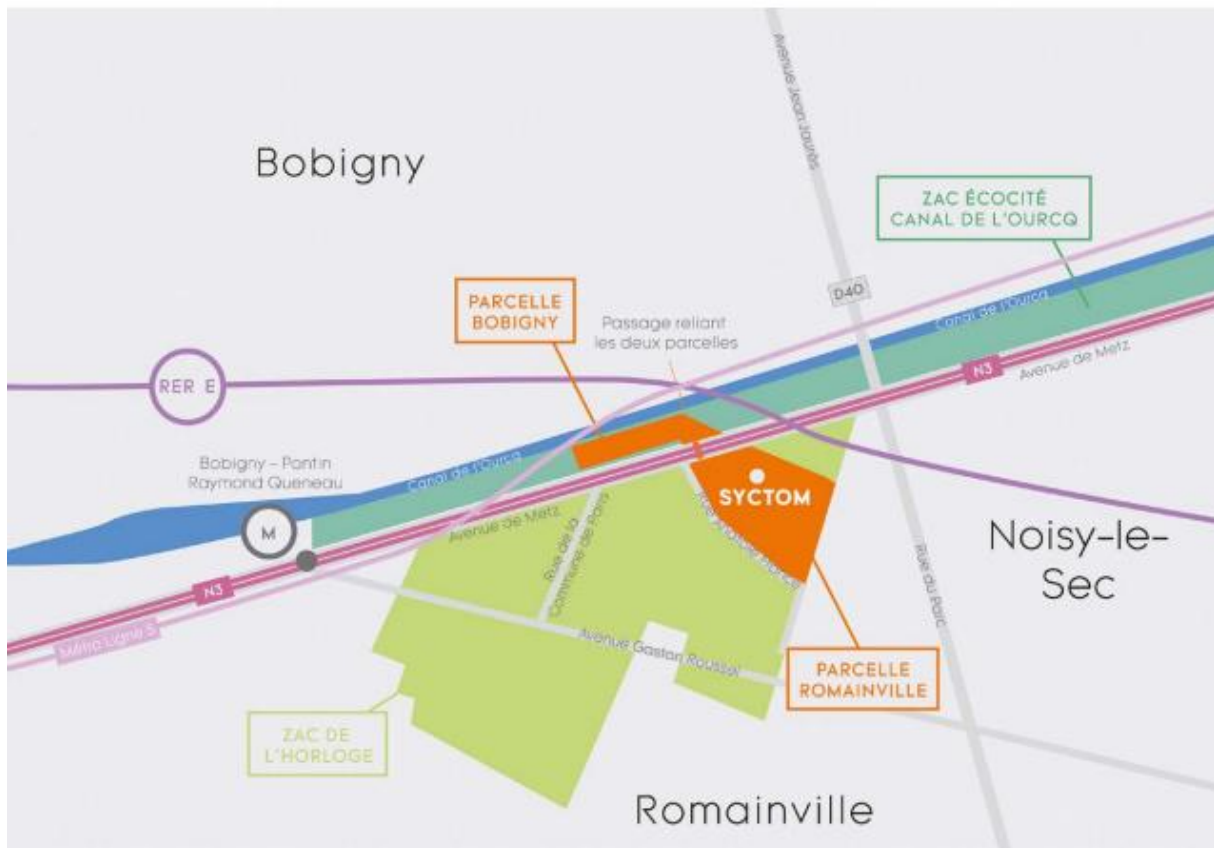 Avenue Jean Jaurès
Bobigny
ZAC ÉCOCITÉ
CANAL DE L'OURCQ
PARCELLE
BOBIGNY
Passage reliant
les deux parcelles
D40
Canal de l'Ourcq
N3
Avenue de Metz
RER E
Bobigny – Pantin
Raymond Queneau
Canal de l'Ourcq
M
Avenue de Metz
SYCTOM
Rue de la
Commune de Paris
Noisy-le-
Sec
N3
Rue du Parc
Métro Ligne 5
Avenue Gaston Roussel
PARCELLE
ROMAINVILLE
ZAC DE
L'HORLOGE
Romainville